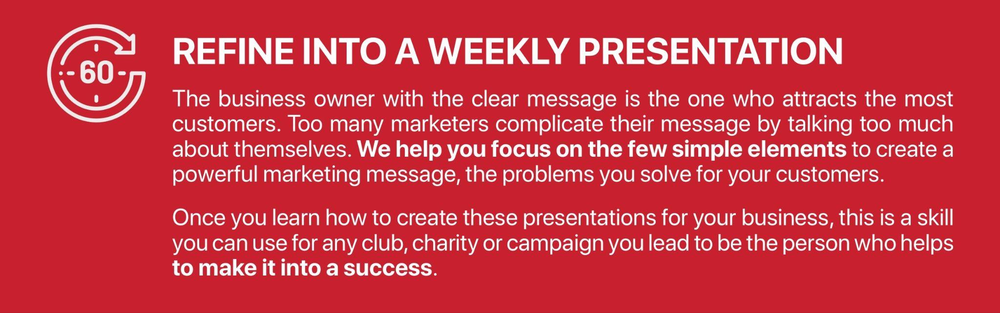 60
REFINE INTO A WEEKLY PRESENTATION
The business owner with the clear message is the one who attracts the most
customers. Too many marketers complicate their message by talking too much
about themselves. We help you focus on the few simple elements to create a
powerful marketing message, the problems you solve for your customers.
Once you learn how to create these presentations for your business, this is a skill
you can use for any club, charity or campaign you lead to be the person who helps
to make it into a success.